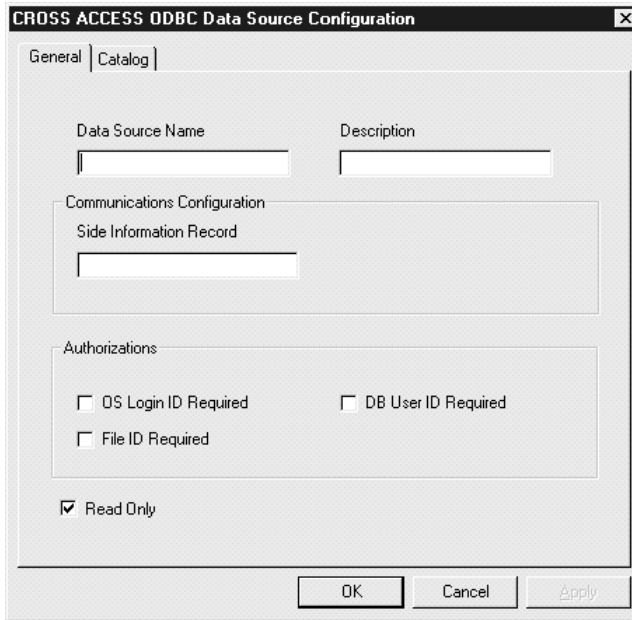 CROSS ACCESS ODBC Data Source Configuration
General Catalog
Data Source Name Description
Communications Configuration
Side Information Record
Authorizations
OS Login ID Required DB User ID Required
File ID Required
Read Only
OK Cancel Apply